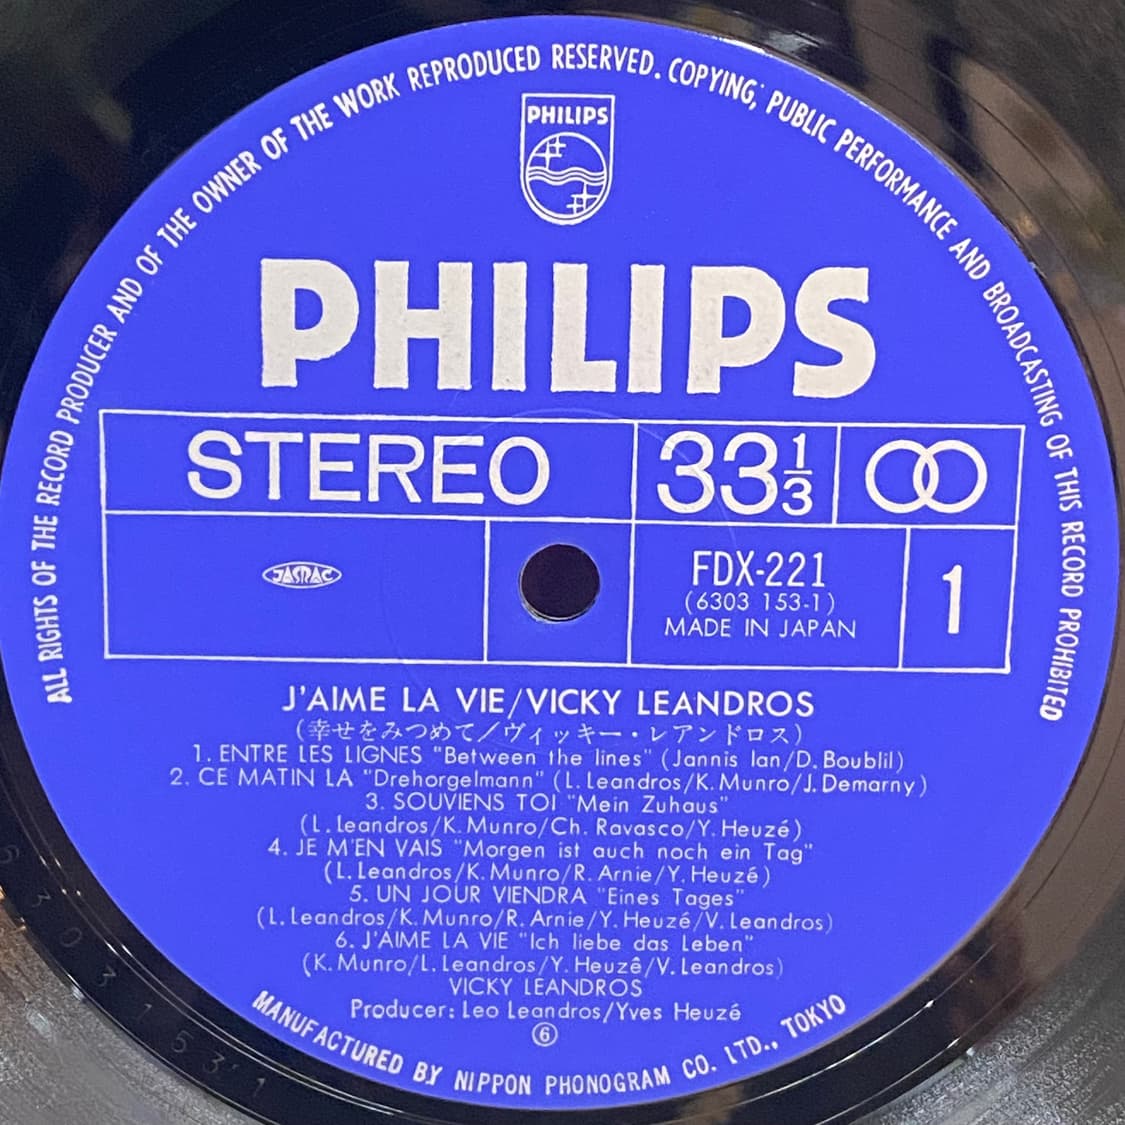 ALL RIGHTS OF THE RECORD PRODUCER AND OF THE OWNER OF THE WORK REPRODUCED RESERVED. COPYING, PUBLIC PERFORMANCE AND BROADCASTING OF THIS RECORD PROHIBITED
PHILIPS
PHILIPS
STEREO
33 1/3
JASRAC
FDX-221
(6303 153-1)
MADE IN JAPAN
1
J'AIME LA VIE/VICKY LEANDROS
(幸せをみつめて/ヴィッキー・レアンドロス)
1. ENTRE LES LIGNES "Between the lines" (Jannis Ian/D. Boublil)
2. CE MATIN LA "Drehorgelmann" (L. Leandros/K. Munro/J. Demarny)
3. SOUVIENS TOI "Mein Zuhaus"
(L. Leandros/K. Munro/Ch. Ravasco/Y. Heuzé)
4. JE M'EN VAIS "Morgen ist auch noch ein Tag"
(L. Leandros/K. Munro/R. Arnie/Y. Heuzé)
5. UN JOUR VIENDRA "Eines Tages"
(L. Leandros/K. Munro/R. Arnie/Y. Heuzé/V. Leandros)
6. J'AIME LA VIE "Ich liebe das Leben"
(K. Munro/L. Leandros/Y. Heuzê/V. Leandros)
VICKY LEANDROS
Producer: Leo Leandros/Yves Heuzé
⑥
MANUFACTURED BY NIPPON PHONOGRAM CO. LTD., TOKYO
6303153·1